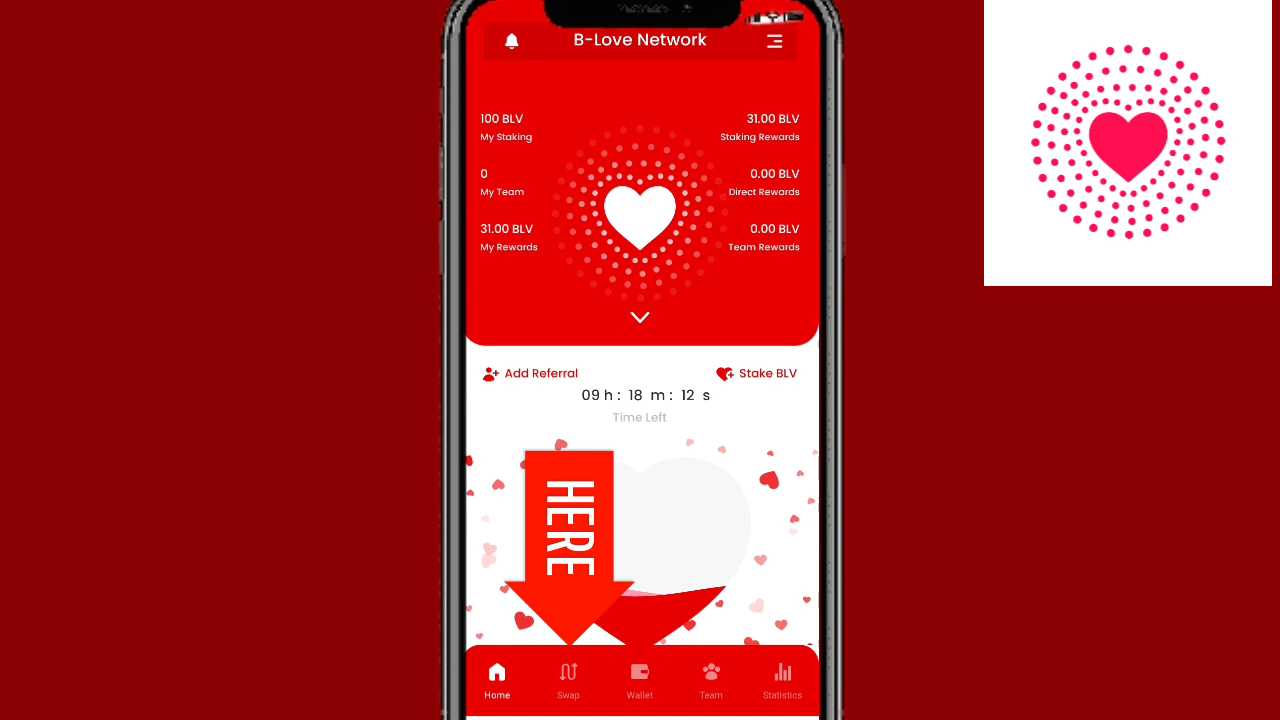 B-Love Network
100 BLV
My Staking
31.00 BLV
Staking Rewards
0
My Team
0.00 BLV
Direct Rewards
31.00 BLV
My Rewards
0.00 BLV
Team Rewards
Add Referral
Stake BLV
09 h : 18 m : 12 s
Time Left
HERE
Home Swap Wallet Team Statistics